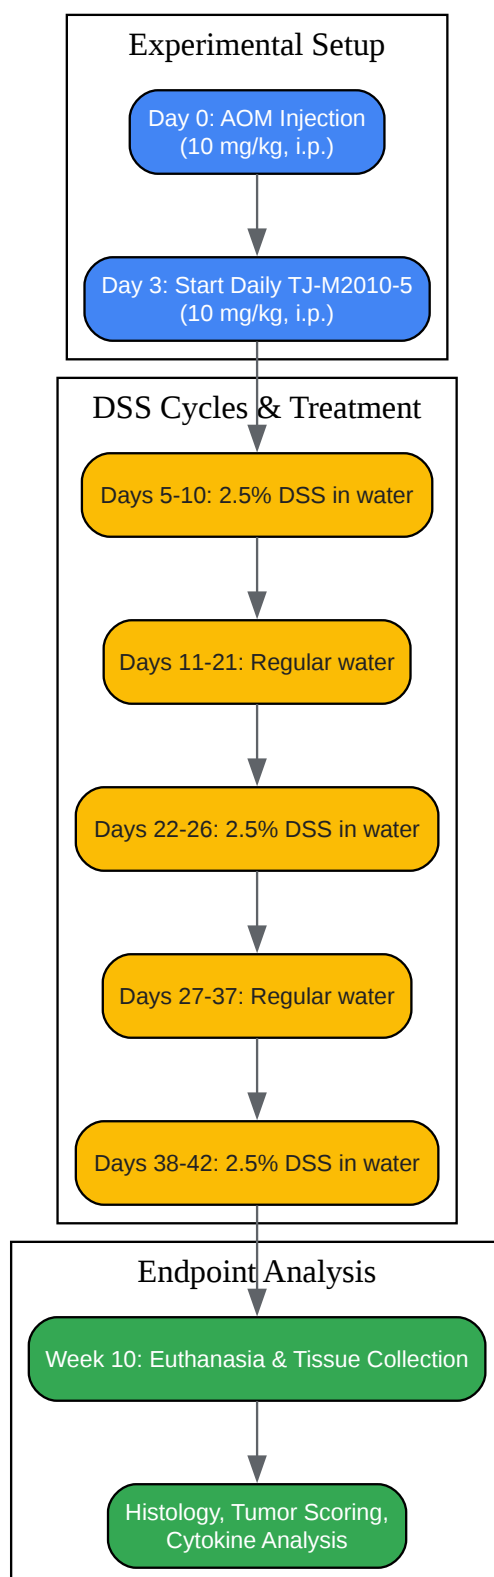 Experimental Setup
Day 0: AOM Injection
(10 mg/kg, i.p.)
Day 3: Start Daily TJ-M2010-5
(10 mg/kg, i.p.)
DSS Cycles & Treatment
Days 5-10: 2.5% DSS in water
Days 11-21: Regular water
Days 22-26: 2.5% DSS in water
Days 27-37: Regular water
Days 38-42: 2.5% DSS in water
Endpoint Analysis
Week 10: Euthanasia & Tissue Collection
Histology, Tumor Scoring,
Cytokine Analysis